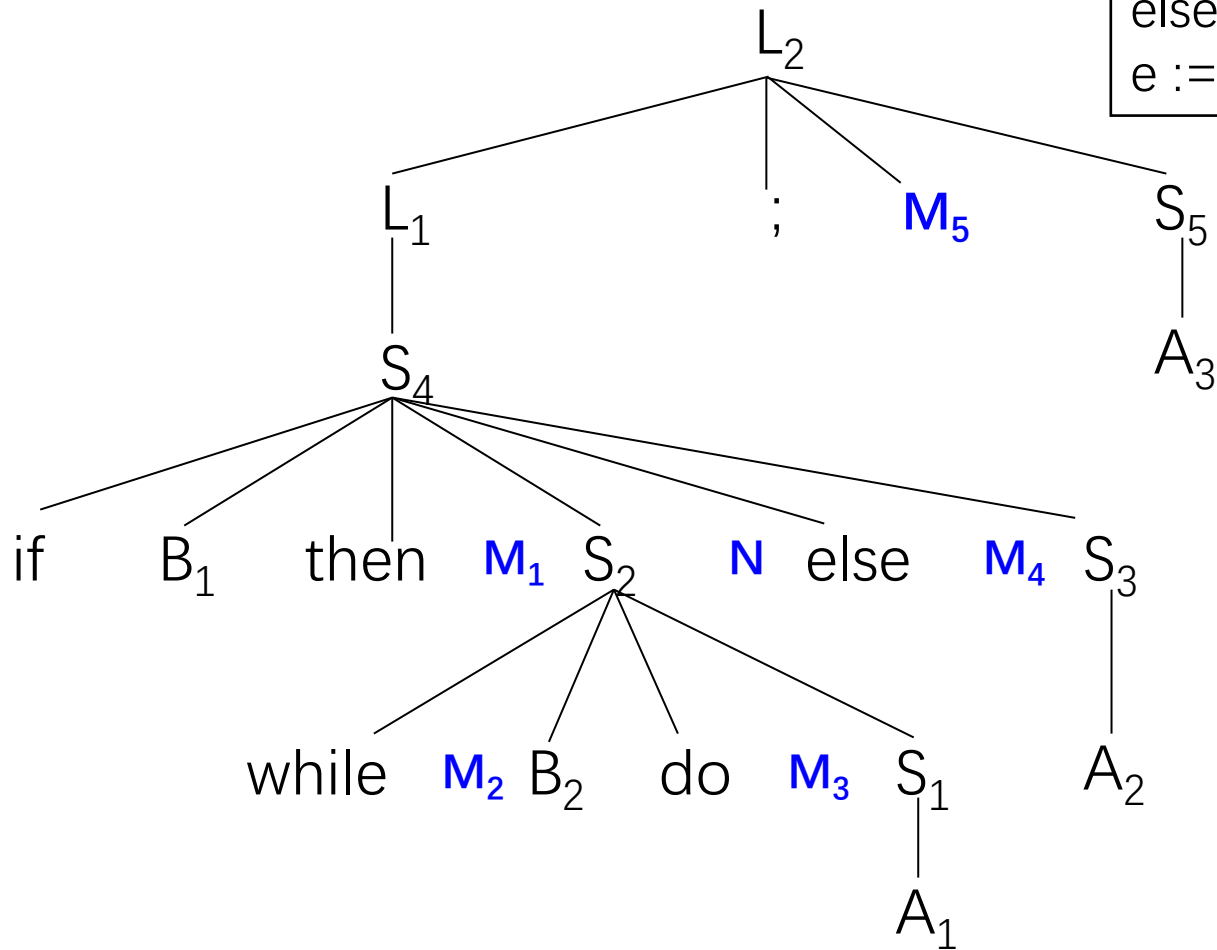 else
e :=
L₂
L₁ ; M₅ S₅
S₄ A₃
if B₁ then M₁ S₂ N else M₄ S₃
while M₂ B₂ do M₃ S₁ A₂
A₁